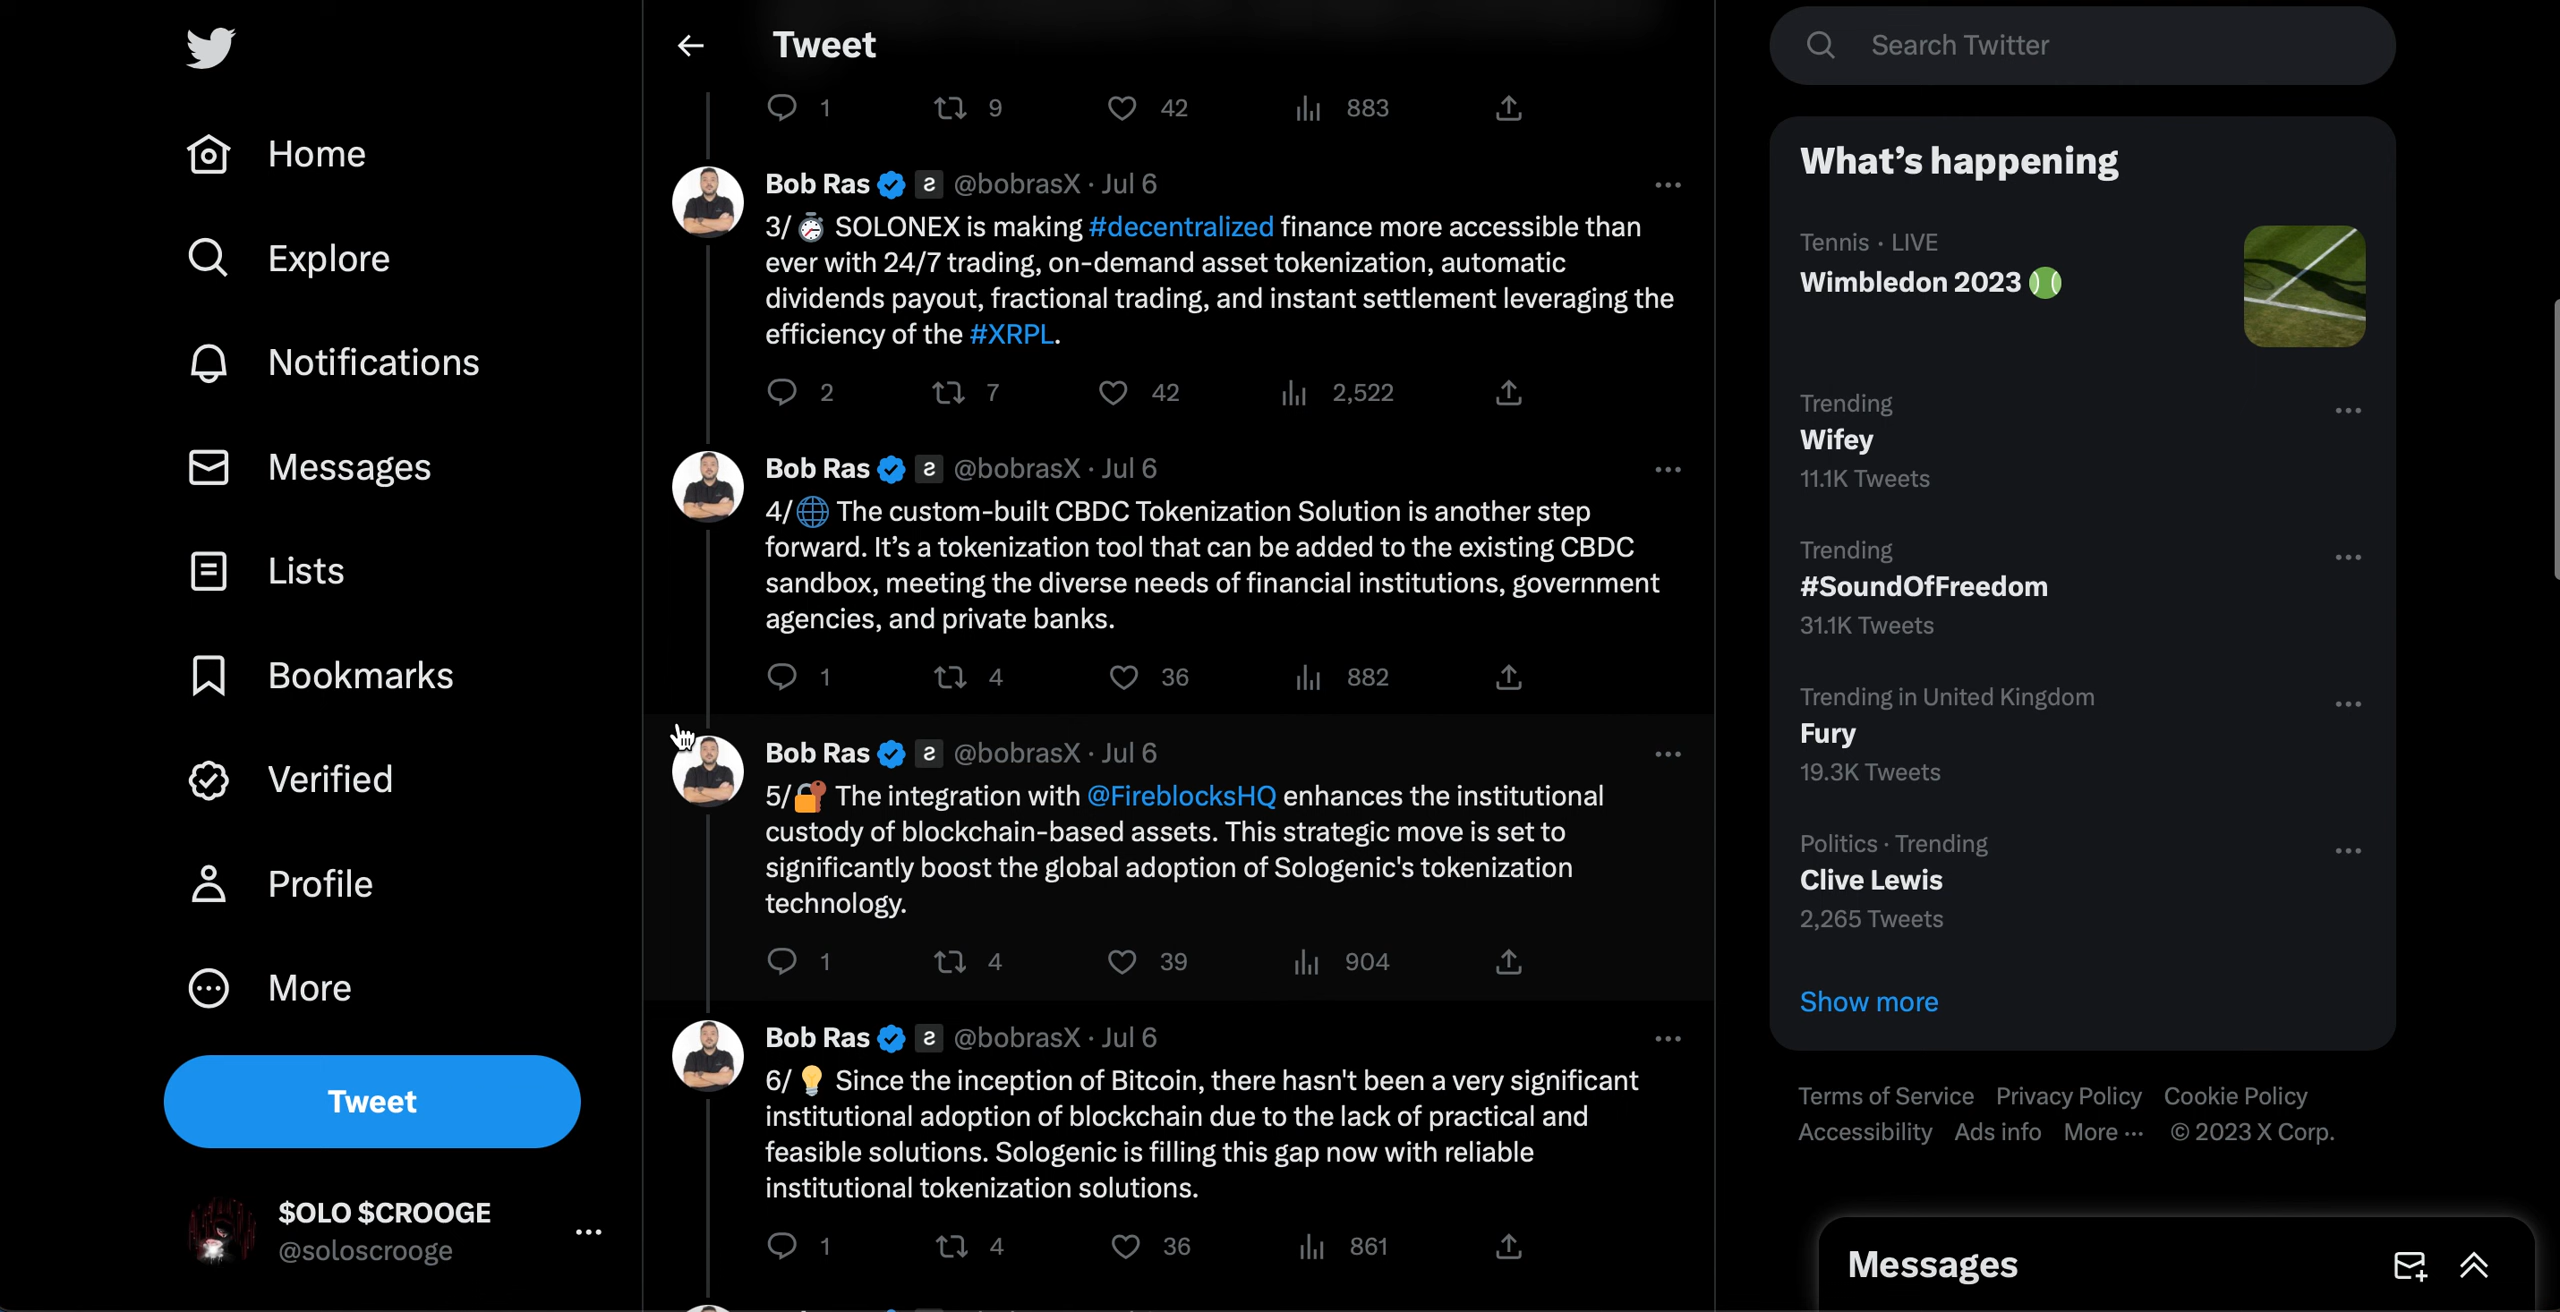 Home
Explore
Notifications
Messages
Lists
Bookmarks
Verified
Profile
More
Tweet
$OLO $CROOGE
@soloscrooge
Tweet
1 9 42 883
Bob Ras @bobrasX · Jul 6
3/ ⏱ SOLONEX is making #decentralized finance more accessible than
ever with 24/7 trading, on-demand asset tokenization, automatic
dividends payout, fractional trading, and instant settlement leveraging the
efficiency of the #XRPL.
2 7 42 2,522
Bob Ras @bobrasX · Jul 6
4/🌐 The custom-built CBDC Tokenization Solution is another step
forward. It’s a tokenization tool that can be added to the existing CBDC
sandbox, meeting the diverse needs of financial institutions, government
agencies, and private banks.
1 4 36 882
Bob Ras @bobrasX · Jul 6
5/🔐 The integration with @FireblocksHQ enhances the institutional
custody of blockchain-based assets. This strategic move is set to
significantly boost the global adoption of Sologenic's tokenization
technology.
1 4 39 904
Bob Ras @bobrasX · Jul 6
6/ 💡 Since the inception of Bitcoin, there hasn't been a very significant
institutional adoption of blockchain due to the lack of practical and
feasible solutions. Sologenic is filling this gap now with reliable
institutional tokenization solutions.
1 4 36 861
Search Twitter
What’s happening
Tennis · LIVE
Wimbledon 2023 🎾
Trending
Wifey
11.1K Tweets
Trending
#SoundOfFreedom
31.1K Tweets
Trending in United Kingdom
Fury
19.3K Tweets
Politics · Trending
Clive Lewis
2,265 Tweets
Show more
Terms of Service Privacy Policy Cookie Policy
Accessibility Ads info More ··· © 2023 X Corp.
Messages